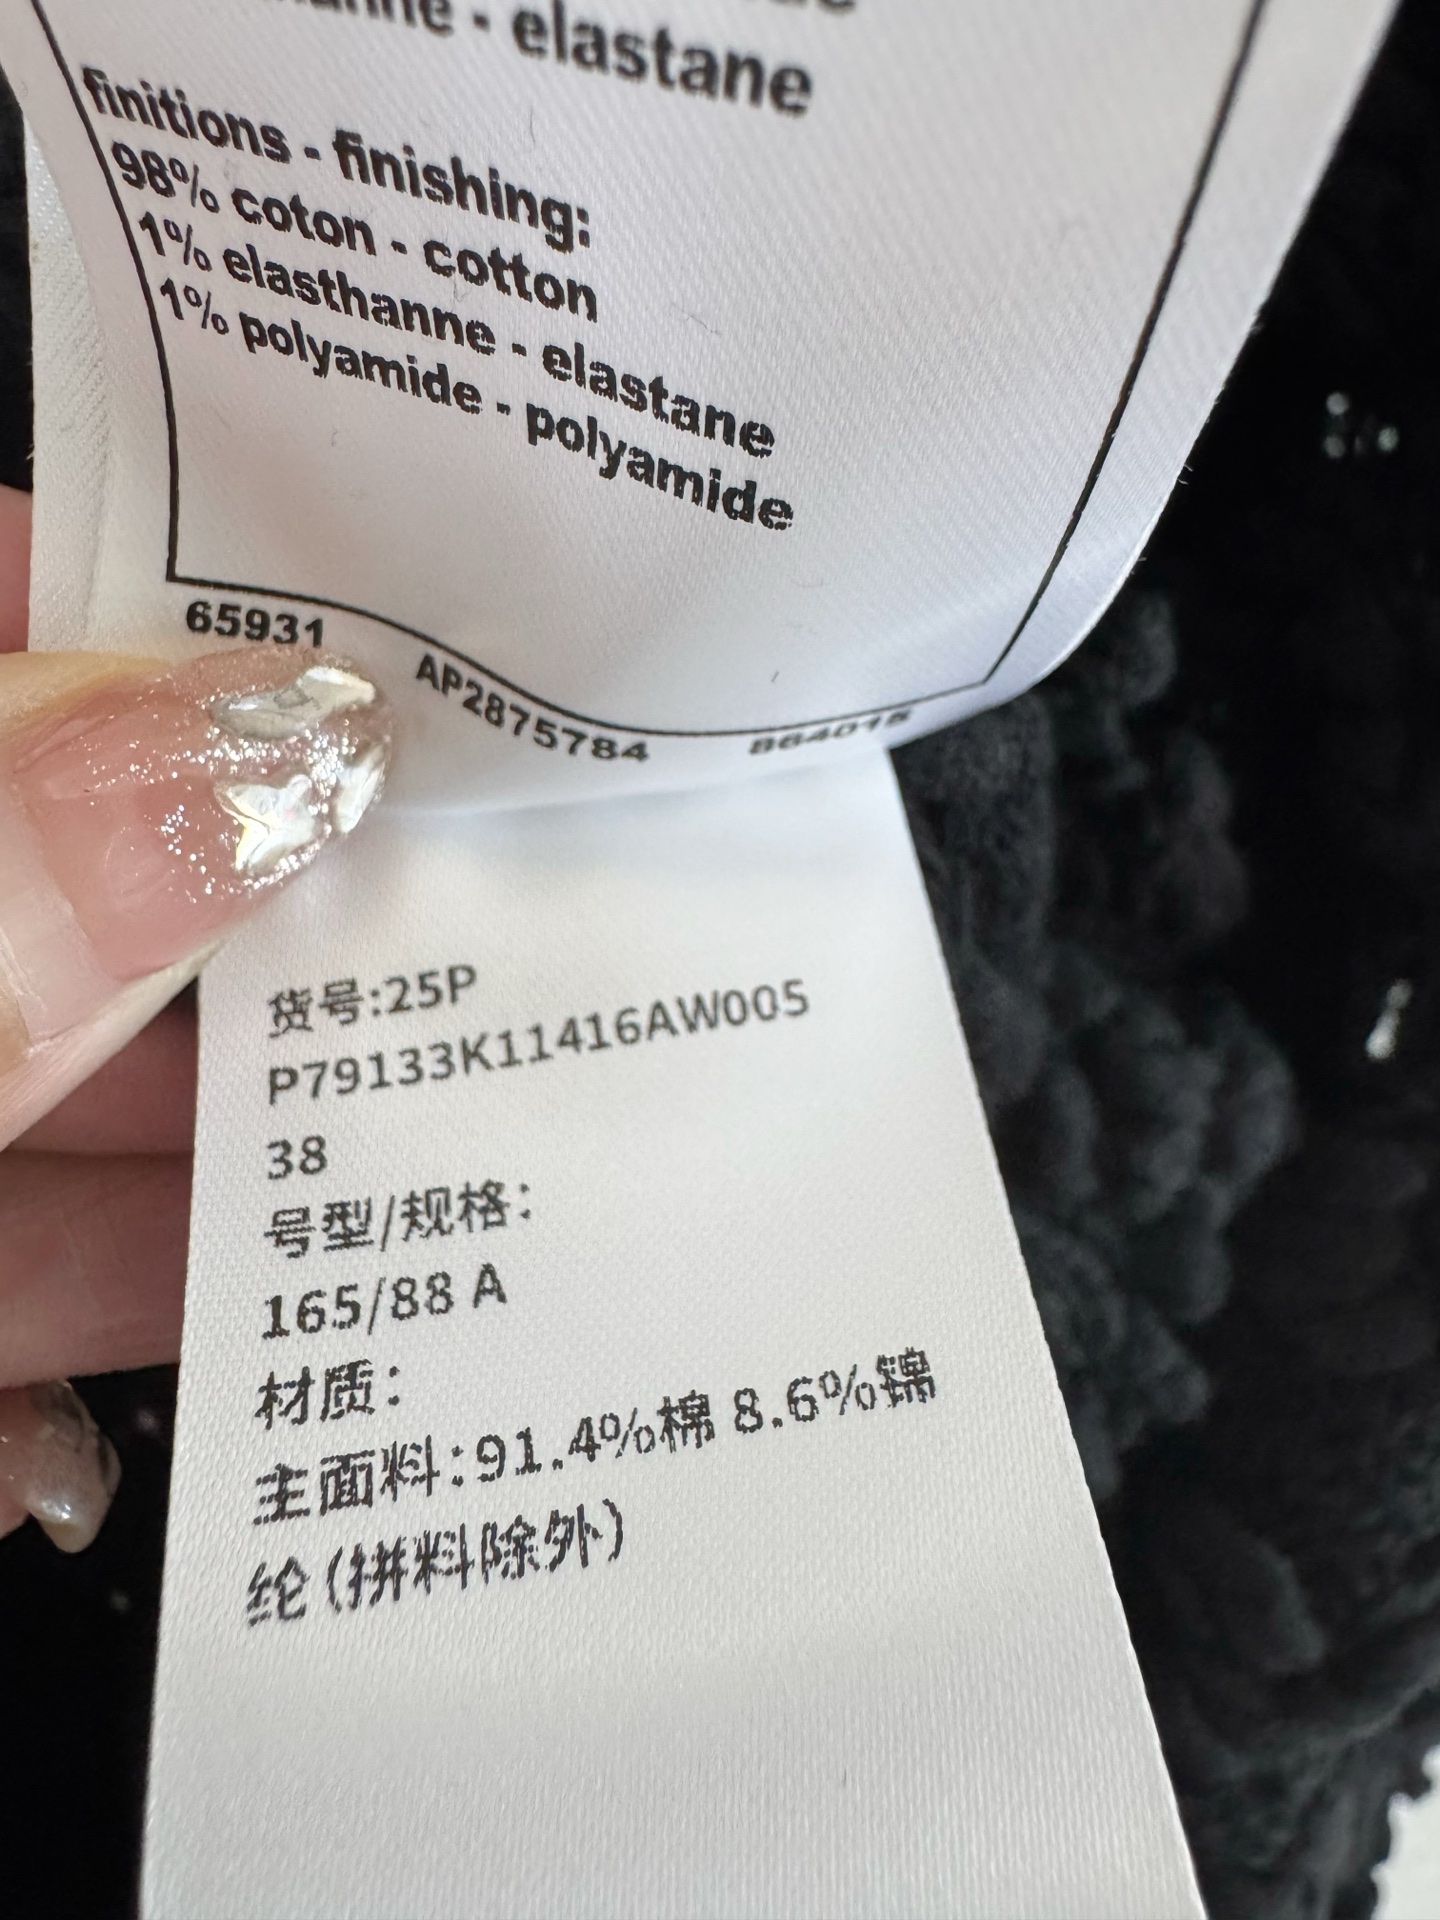 - elastane
finitions - finishing:
98% coton - cotton
1% elasthanne - elastane
1% polyamide - polyamide
65931 AP2875784 864015
货号:25P
P79133K11416AW005
38
号型/规格:
165/88 A
材质:
主面料:91.4%棉 8.6%锦
纶(拼料除外)